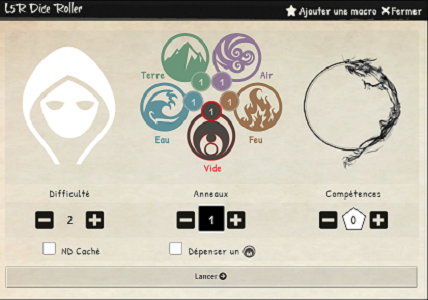 L5R Dice Roller
Ajouter une macro Fermer
Terre
Air
1 1
Eau
1 1
Feu
1
Vide
Difficulté
Anneaux
Compétences
2
1
0
ND Caché
Dépenser un
Lancer